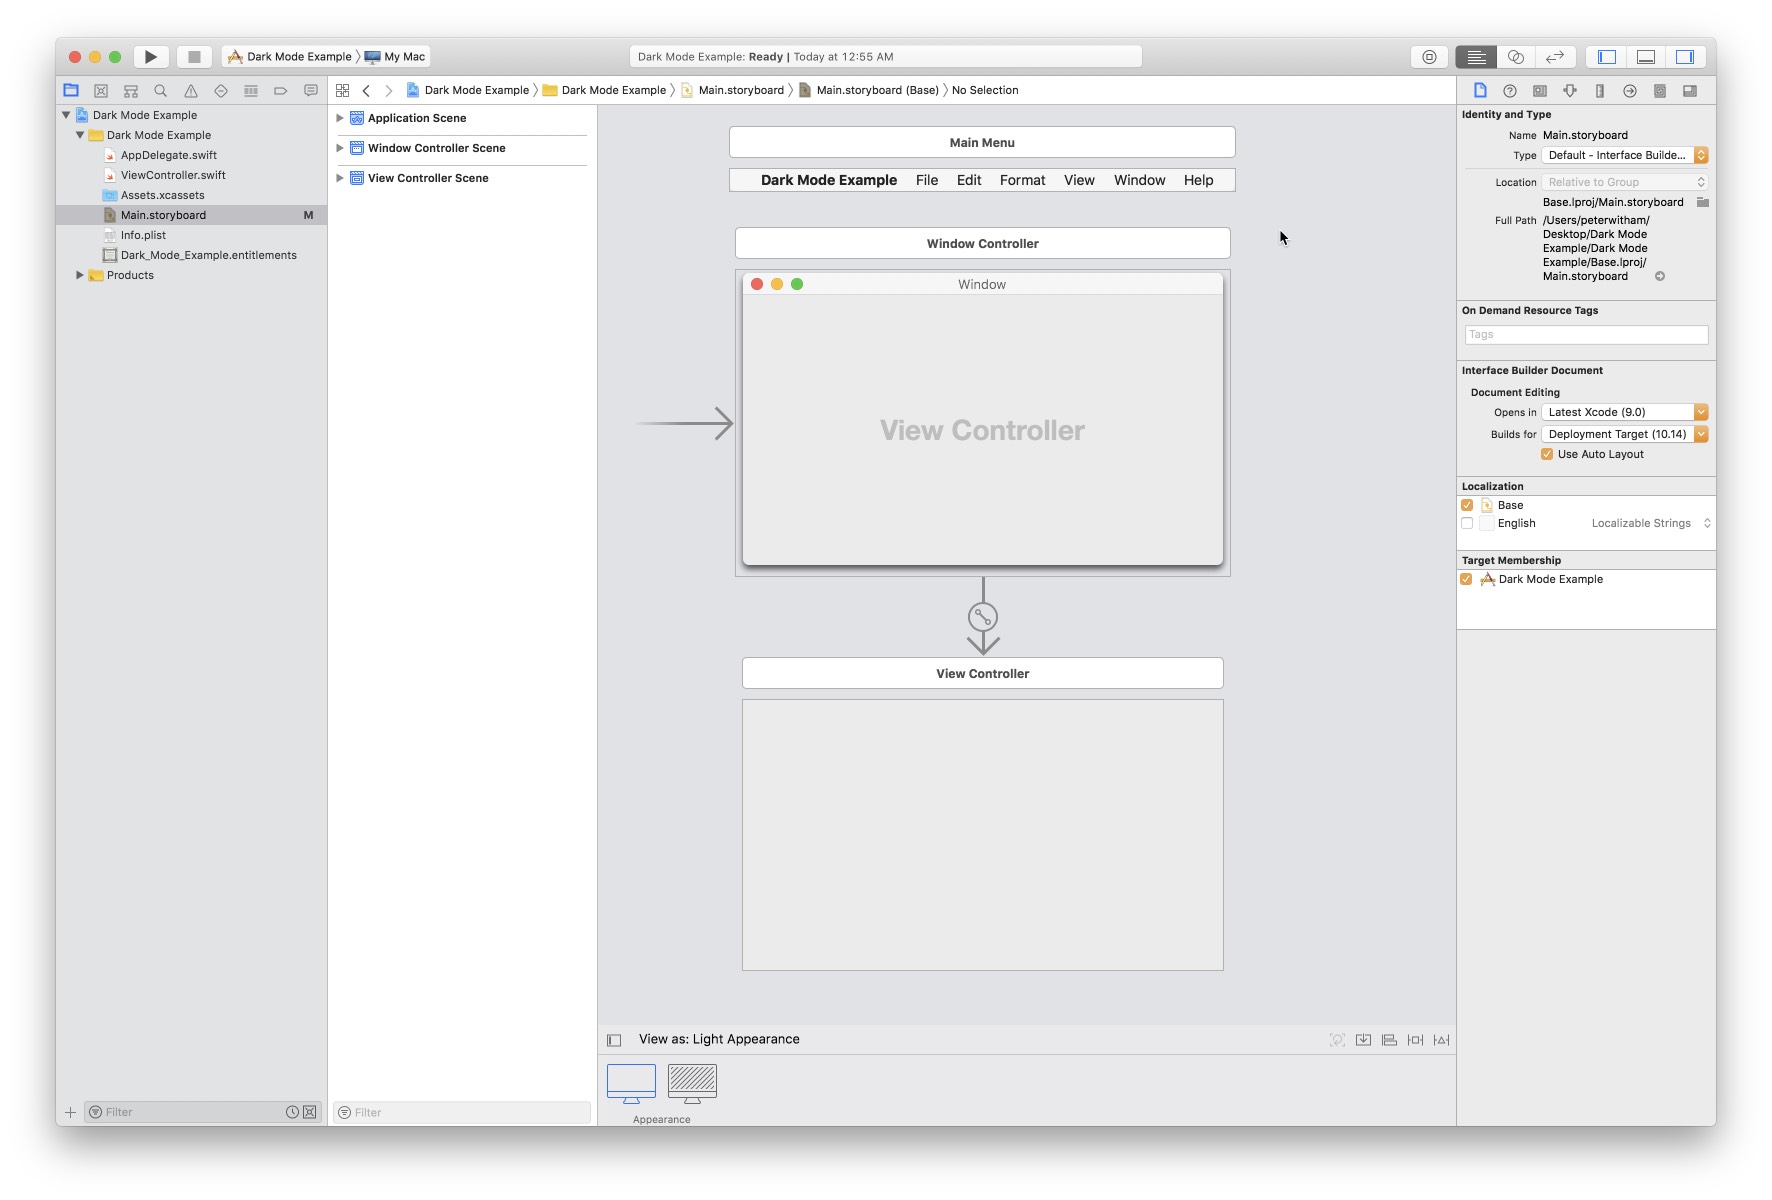 Dark Mode Example My Mac
Dark Mode Example: Ready | Today at 12:55 AM
Dark Mode Example Dark Mode Example Main.storyboard Main.storyboard (Base) No Selection
Dark Mode Example
Dark Mode Example
AppDelegate.swift
ViewController.swift
Assets.xcassets
Main.storyboard M
Info.plist
Dark_Mode_Example.entitlements
Products
Filter
Application Scene
Window Controller Scene
View Controller Scene
Filter
Main Menu
Dark Mode Example File Edit Format View Window Help
Window Controller
Window
View Controller
View Controller
View as: Light Appearance
Appearance
Identity and Type
Name Main.storyboard
Type Default - Interface Builde...
Location Relative to Group
Base.lproj/Main.storyboard
Full Path /Users/peterwitham/
Desktop/Dark Mode
Example/Dark Mode
Example/Base.lproj/
Main.storyboard
On Demand Resource Tags
Tags
Interface Builder Document
Document Editing
Opens in Latest Xcode (9.0)
Builds for Deployment Target (10.14)
Use Auto Layout
Localization
Base
English Localizable Strings
Target Membership
Dark Mode Example